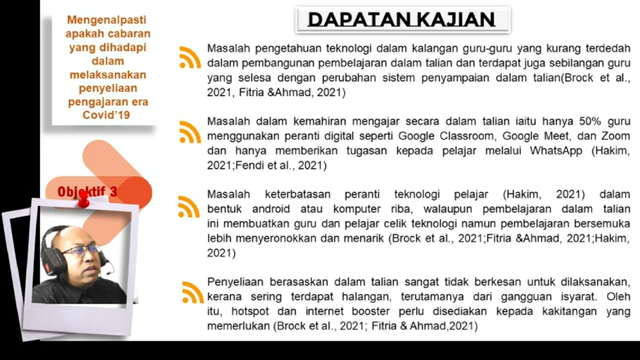 Mengenalpasti
apakah cabaran
yang dihadapi
dalam
melaksanakan
penyeliaan
pengajaran era
Covid'19
Objektif 3
DAPATAN KAJIAN
Masalah pengetahuan teknologi dalam kalangan guru-guru yang kurang terdedah
dalam pembangunan pembelajaran dalam talian dan terdapat juga sebilangan guru
yang selesa dengan perubahan sistem penyampaian dalam talian(Brock et al.,
2021, Fitria &Ahmad, 2021)
Masalah dalam kemahiran mengajar secara dalam talian iaitu hanya 50% guru
menggunakan peranti digital seperti Google Classroom, Google Meet, dan Zoom
dan hanya memberikan tugasan kepada pelajar melalui WhatsApp (Hakim,
2021;Fendi et al., 2021)
Masalah keterbatasan peranti teknologi pelajar (Hakim, 2021) dalam
bentuk android atau komputer riba, walaupun pembelajaran dalam talian
ini membuatkan guru dan pelajar celik teknologi namun pembelajaran bersemuka
lebih menyeronokkan dan menarik (Brock et al., 2021;Fitria &Ahmad, 2021;Hakim,
2021)
Penyeliaan berasaskan dalam talian sangat tidak berkesan untuk dilaksanakan,
kerana sering terdapat halangan, terutamanya dari gangguan isyarat. Oleh
itu, hotspot dan internet booster perlu disediakan kepada kakitangan yang
memerlukan (Brock et al., 2021; Fitria & Ahmad,2021)